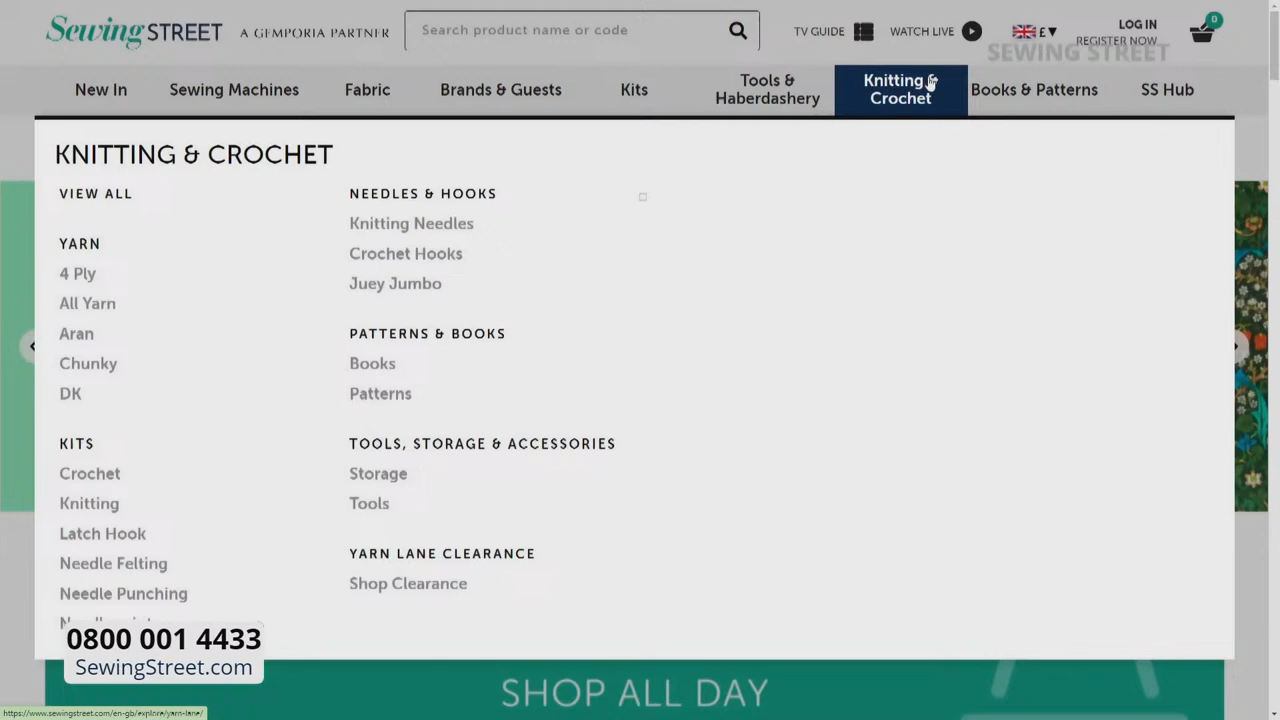 Sewing STREET
A GEMPORIA PARTNER
Search product name or code
TV GUIDE
WATCH LIVE
£
LOG IN
REGISTER NOW
0
SEWING STREET
New In
Sewing Machines
Fabric
Brands & Guests
Kits
Tools &
Haberdashery
Knitting &
Crochet
Books & Patterns
SS Hub
KNITTING & CROCHET
VIEW ALL
YARN
4 Ply
All Yarn
Aran
Chunky
DK
KITS
Crochet
Knitting
Latch Hook
Needle Felting
Needle Punching
NEEDLES & HOOKS
Knitting Needles
Crochet Hooks
Juey Jumbo
PATTERNS & BOOKS
Books
Patterns
TOOLS, STORAGE & ACCESSORIES
Storage
Tools
YARN LANE CLEARANCE
Shop Clearance
0800 001 4433
SewingStreet.com
SHOP ALL DAY
https://www.sewingstreet.com/en-gb/explore/yarn-lane/